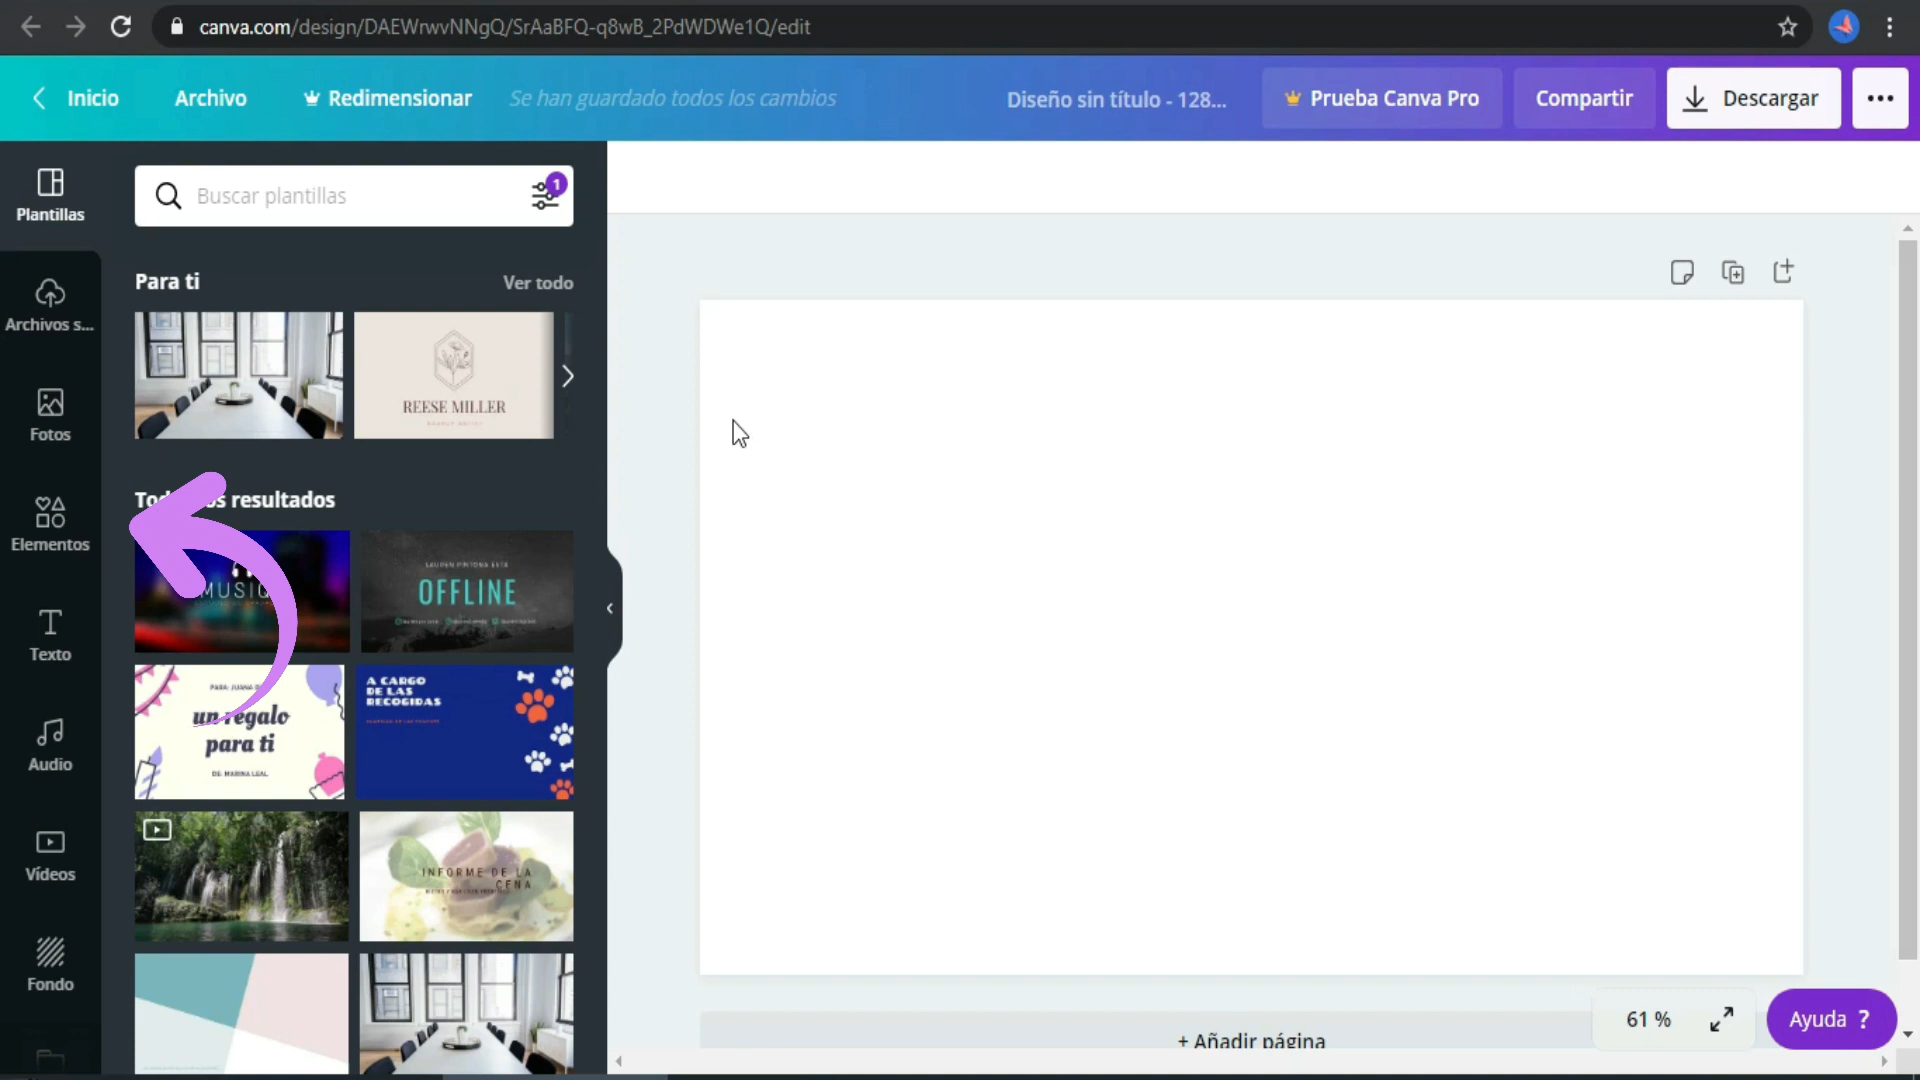 canva.com/design/DAEWrwvNNgQ/SrAaBFQ-q8wB_2PdWDWe1Q/edit
Inicio
Archivo
Redimensionar
Se han guardado todos los cambios
Diseño sin título - 128...
Prueba Canva Pro
Compartir
Descargar
Plantillas
Buscar plantillas
1
Para ti
Ver todo
Archivos s...
REESE MILLER
Fotos
resultados
Elementos
OFFLINE
Texto
A CARGO
DE LAS
RECOGIDAS
un regalo
para ti
DE: MARINA LEAL
Audio
Vídeos
INFORME DE LA
CENA
Fondo
61 %
Ayuda ?
+ Añadir página